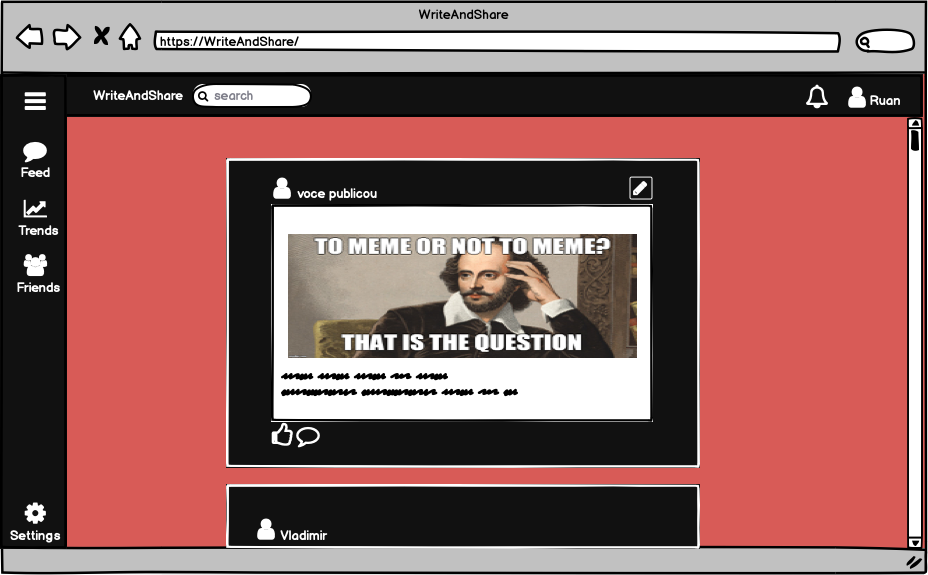 WriteAndShare
https://WriteAndShare/
WriteAndShare
search
Ruan
Feed
Trends
Friends
Settings
voce publicou
TO MEME OR NOT TO MEME?
THAT IS THE QUESTION
Vladimir